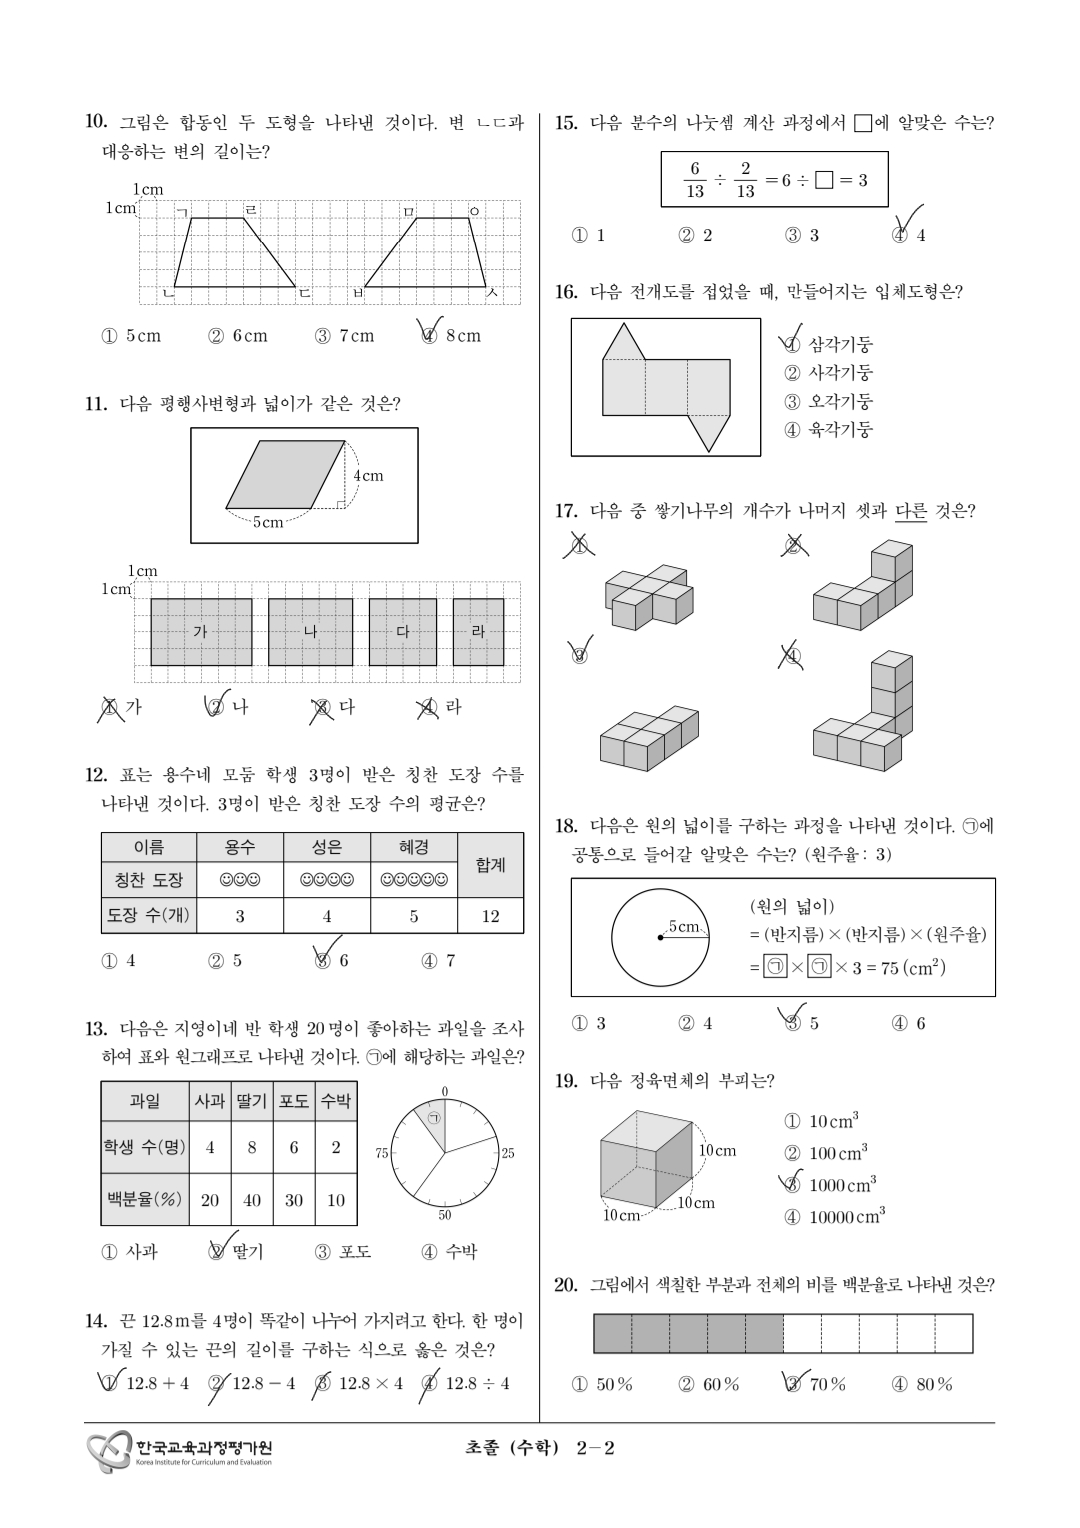 10. 그림은 합동인 두 도형을 나타낸 것이다. 변 ㄴㄷ과
대응하는 변의 길이는?
1cm
1cm
ㄱ ㄹ ㅁ ㅇ
ㄴ ㄷ ㅂ ㅅ
① 5cm ② 6cm ③ 7cm ④ 8cm
11. 다음 평행사변형과 넓이가 같은 것은?
4cm
5cm
1cm
1cm
가 나 다 라
① 가 ② 나 ③ 다 ④ 라
12. 표는 용수네 모둠 학생 3명이 받은 칭찬 도장 수를
나타낸 것이다. 3명이 받은 칭찬 도장 수의 평균은?
이름 용수 성은 혜경 합계
칭찬 도장 ☺☺☺ ☺☺☺☺ ☺☺☺☺☺
도장 수(개) 3 4 5 12
① 4 ② 5 ③ 6 ④ 7
13. 다음은 지영이네 반 학생 20명이 좋아하는 과일을 조사
하여 표와 원그래프로 나타낸 것이다. ㉠에 해당하는 과일은?
과일 사과 딸기 포도 수박
학생 수(명) 4 8 6 2
백분율(%) 20 40 30 10
0
㉠
75 25
50
① 사과 ② 딸기 ③ 포도 ④ 수박
14. 끈 12.8m를 4명이 똑같이 나누어 가지려고 한다. 한 명이
가질 수 있는 끈의 길이를 구하는 식으로 옳은 것은?
① 12.8 + 4 ② 12.8 − 4 ③ 12.8 × 4 ④ 12.8 ÷ 4
15. 다음 분수의 나눗셈 계산 과정에서 □에 알맞은 수는?
6/13 ÷ 2/13 = 6 ÷ □ = 3
① 1 ② 2 ③ 3 ④ 4
16. 다음 전개도를 접었을 때, 만들어지는 입체도형은?
① 삼각기둥
② 사각기둥
③ 오각기둥
④ 육각기둥
17. 다음 중 쌓기나무의 개수가 나머지 셋과 다른 것은?
① ②
③ ④
18. 다음은 원의 넓이를 구하는 과정을 나타낸 것이다. ㉠에
공통으로 들어갈 알맞은 수는? (원주율 : 3)
5cm
(원의 넓이)
= (반지름) × (반지름) × (원주율)
= ㉠ × ㉠ × 3 = 75 (cm²)
① 3 ② 4 ③ 5 ④ 6
19. 다음 정육면체의 부피는?
10cm
10cm
10cm
① 10cm³
② 100cm³
③ 1000cm³
④ 10000cm³
20. 그림에서 색칠한 부분과 전체의 비를 백분율로 나타낸 것은?
① 50% ② 60% ③ 70% ④ 80%
한국교육과정평가원
Korea Institute for Curriculum and Evaluation
초졸 (수학) 2−2